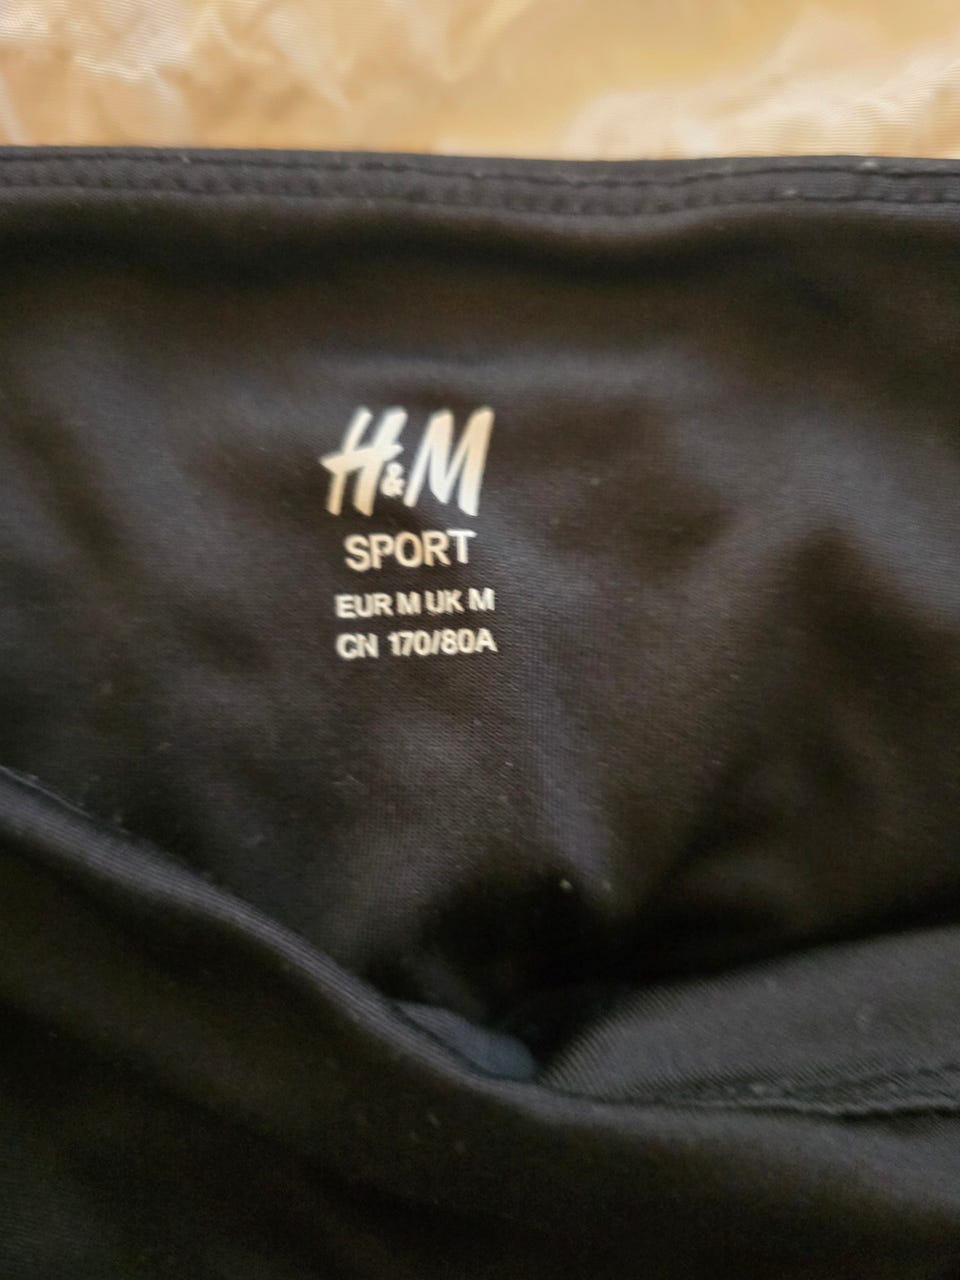 H&M
SPORT
EUR M UK M
CN 170/80A